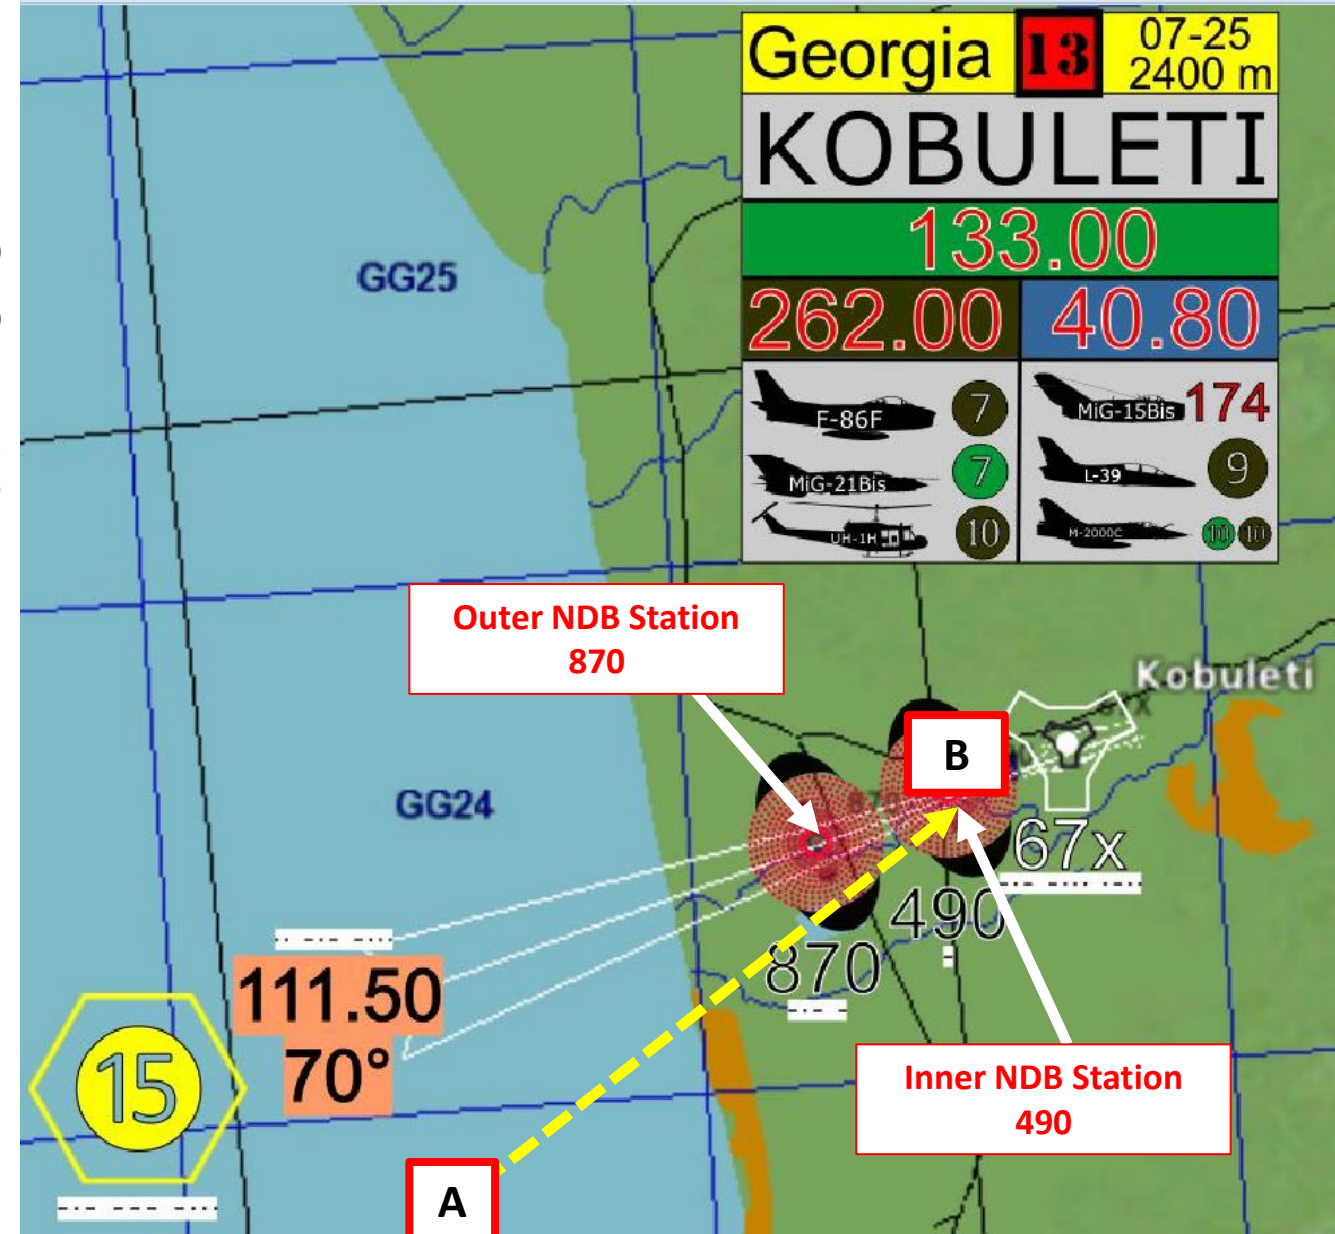 Georgia 13 07-25
2400 m
KOBULETI
133.00
262.00 40.80
F-86F 7 MiG-15Bis 174
MiG-21Bis 7 L-39 9
UH-1H 10 M-2000C 10 10
GG25
Outer NDB Station
870
Kobuleti
B
GG24
67x
490
870
111.50
70°
15
Inner NDB Station
490
A